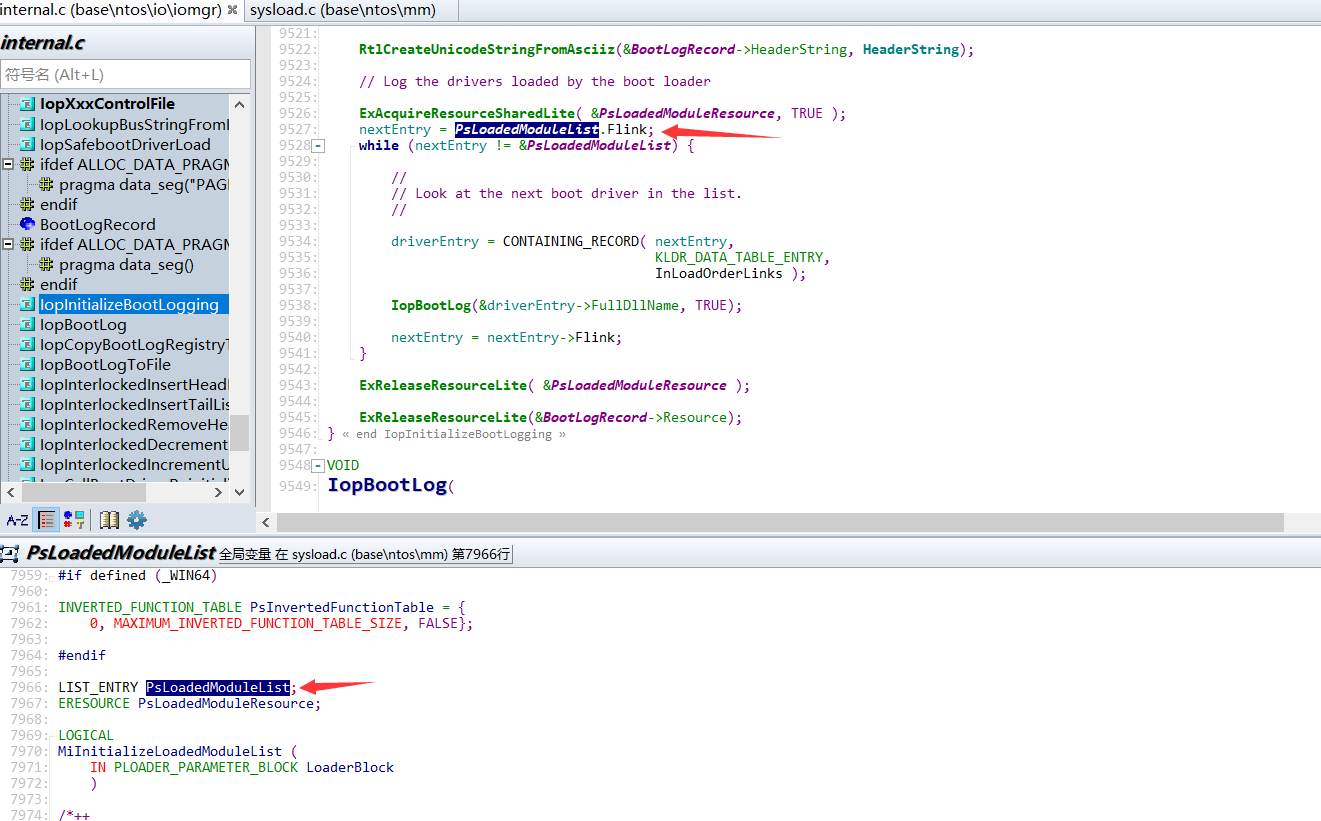 internal.c (base\ntos\io\iomgr)
sysload.c (base\ntos\mm)
internal.c
符号名 (Alt+L)
IopXxxControlFile
IopLookupBusStringFrom
IopSafebootDriverLoad
ifdef ALLOC_DATA_PRAGM
pragma data_seg("PAG
endif
BootLogRecord
ifdef ALLOC_DATA_PRAGM
pragma data_seg()
endif
IopInitializeBootLogging
IopBootLog
IopCopyBootLogRegistryT
IopBootLogToFile
IopInterlockedInsertHead
IopInterlockedInsertTailLis
IopInterlockedRemoveHe
IopInterlockedDecrement
IopInterlockedIncrementU
A-Z
9521:
9522: RtlCreateUnicodeStringFromAsciiz(&BootLogRecord->HeaderString, HeaderString);
9523:
9524: // Log the drivers loaded by the boot loader
9525:
9526: ExAcquireResourceSharedLite( &PsLoadedModuleResource, TRUE );
9527: nextEntry = PsLoadedModuleList.Flink;
9528: while (nextEntry != &PsLoadedModuleList) {
9529:
9530: //
9531: // Look at the next boot driver in the list.
9532: //
9533:
9534: driverEntry = CONTAINING_RECORD( nextEntry,
9535: KLDR_DATA_TABLE_ENTRY,
9536: InLoadOrderLinks );
9537:
9538: IopBootLog(&driverEntry->FullDllName, TRUE);
9539:
9540: nextEntry = nextEntry->Flink;
9541: }
9542:
9543: ExReleaseResourceLite( &PsLoadedModuleResource );
9544:
9545: ExReleaseResourceLite(&BootLogRecord->Resource);
9546: } « end IopInitializeBootLogging »
9547:
9548: VOID
9549: IopBootLog(
PsLoadedModuleList 全局变量 在 sysload.c (base\ntos\mm) 第7966行
7959: #if defined (_WIN64)
7960:
7961: INVERTED_FUNCTION_TABLE PsInvertedFunctionTable = {
7962: 0, MAXIMUM_INVERTED_FUNCTION_TABLE_SIZE, FALSE};
7963:
7964: #endif
7965:
7966: LIST_ENTRY PsLoadedModuleList;
7967: ERESOURCE PsLoadedModuleResource;
7968:
7969: LOGICAL
7970: MiInitializeLoadedModuleList (
7971: IN PLOADER_PARAMETER_BLOCK LoaderBlock
7972: )
7973:
7974: /*++